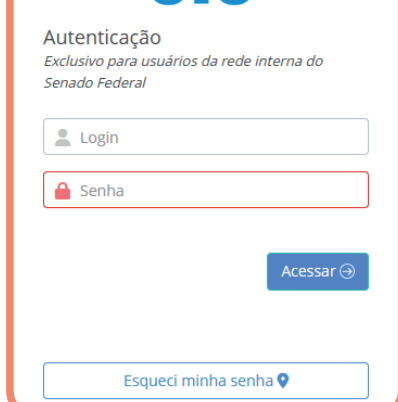 Autenticação
Exclusivo para usuários da rede interna do
Senado Federal
Login
Senha
Acessar
Esqueci minha senha